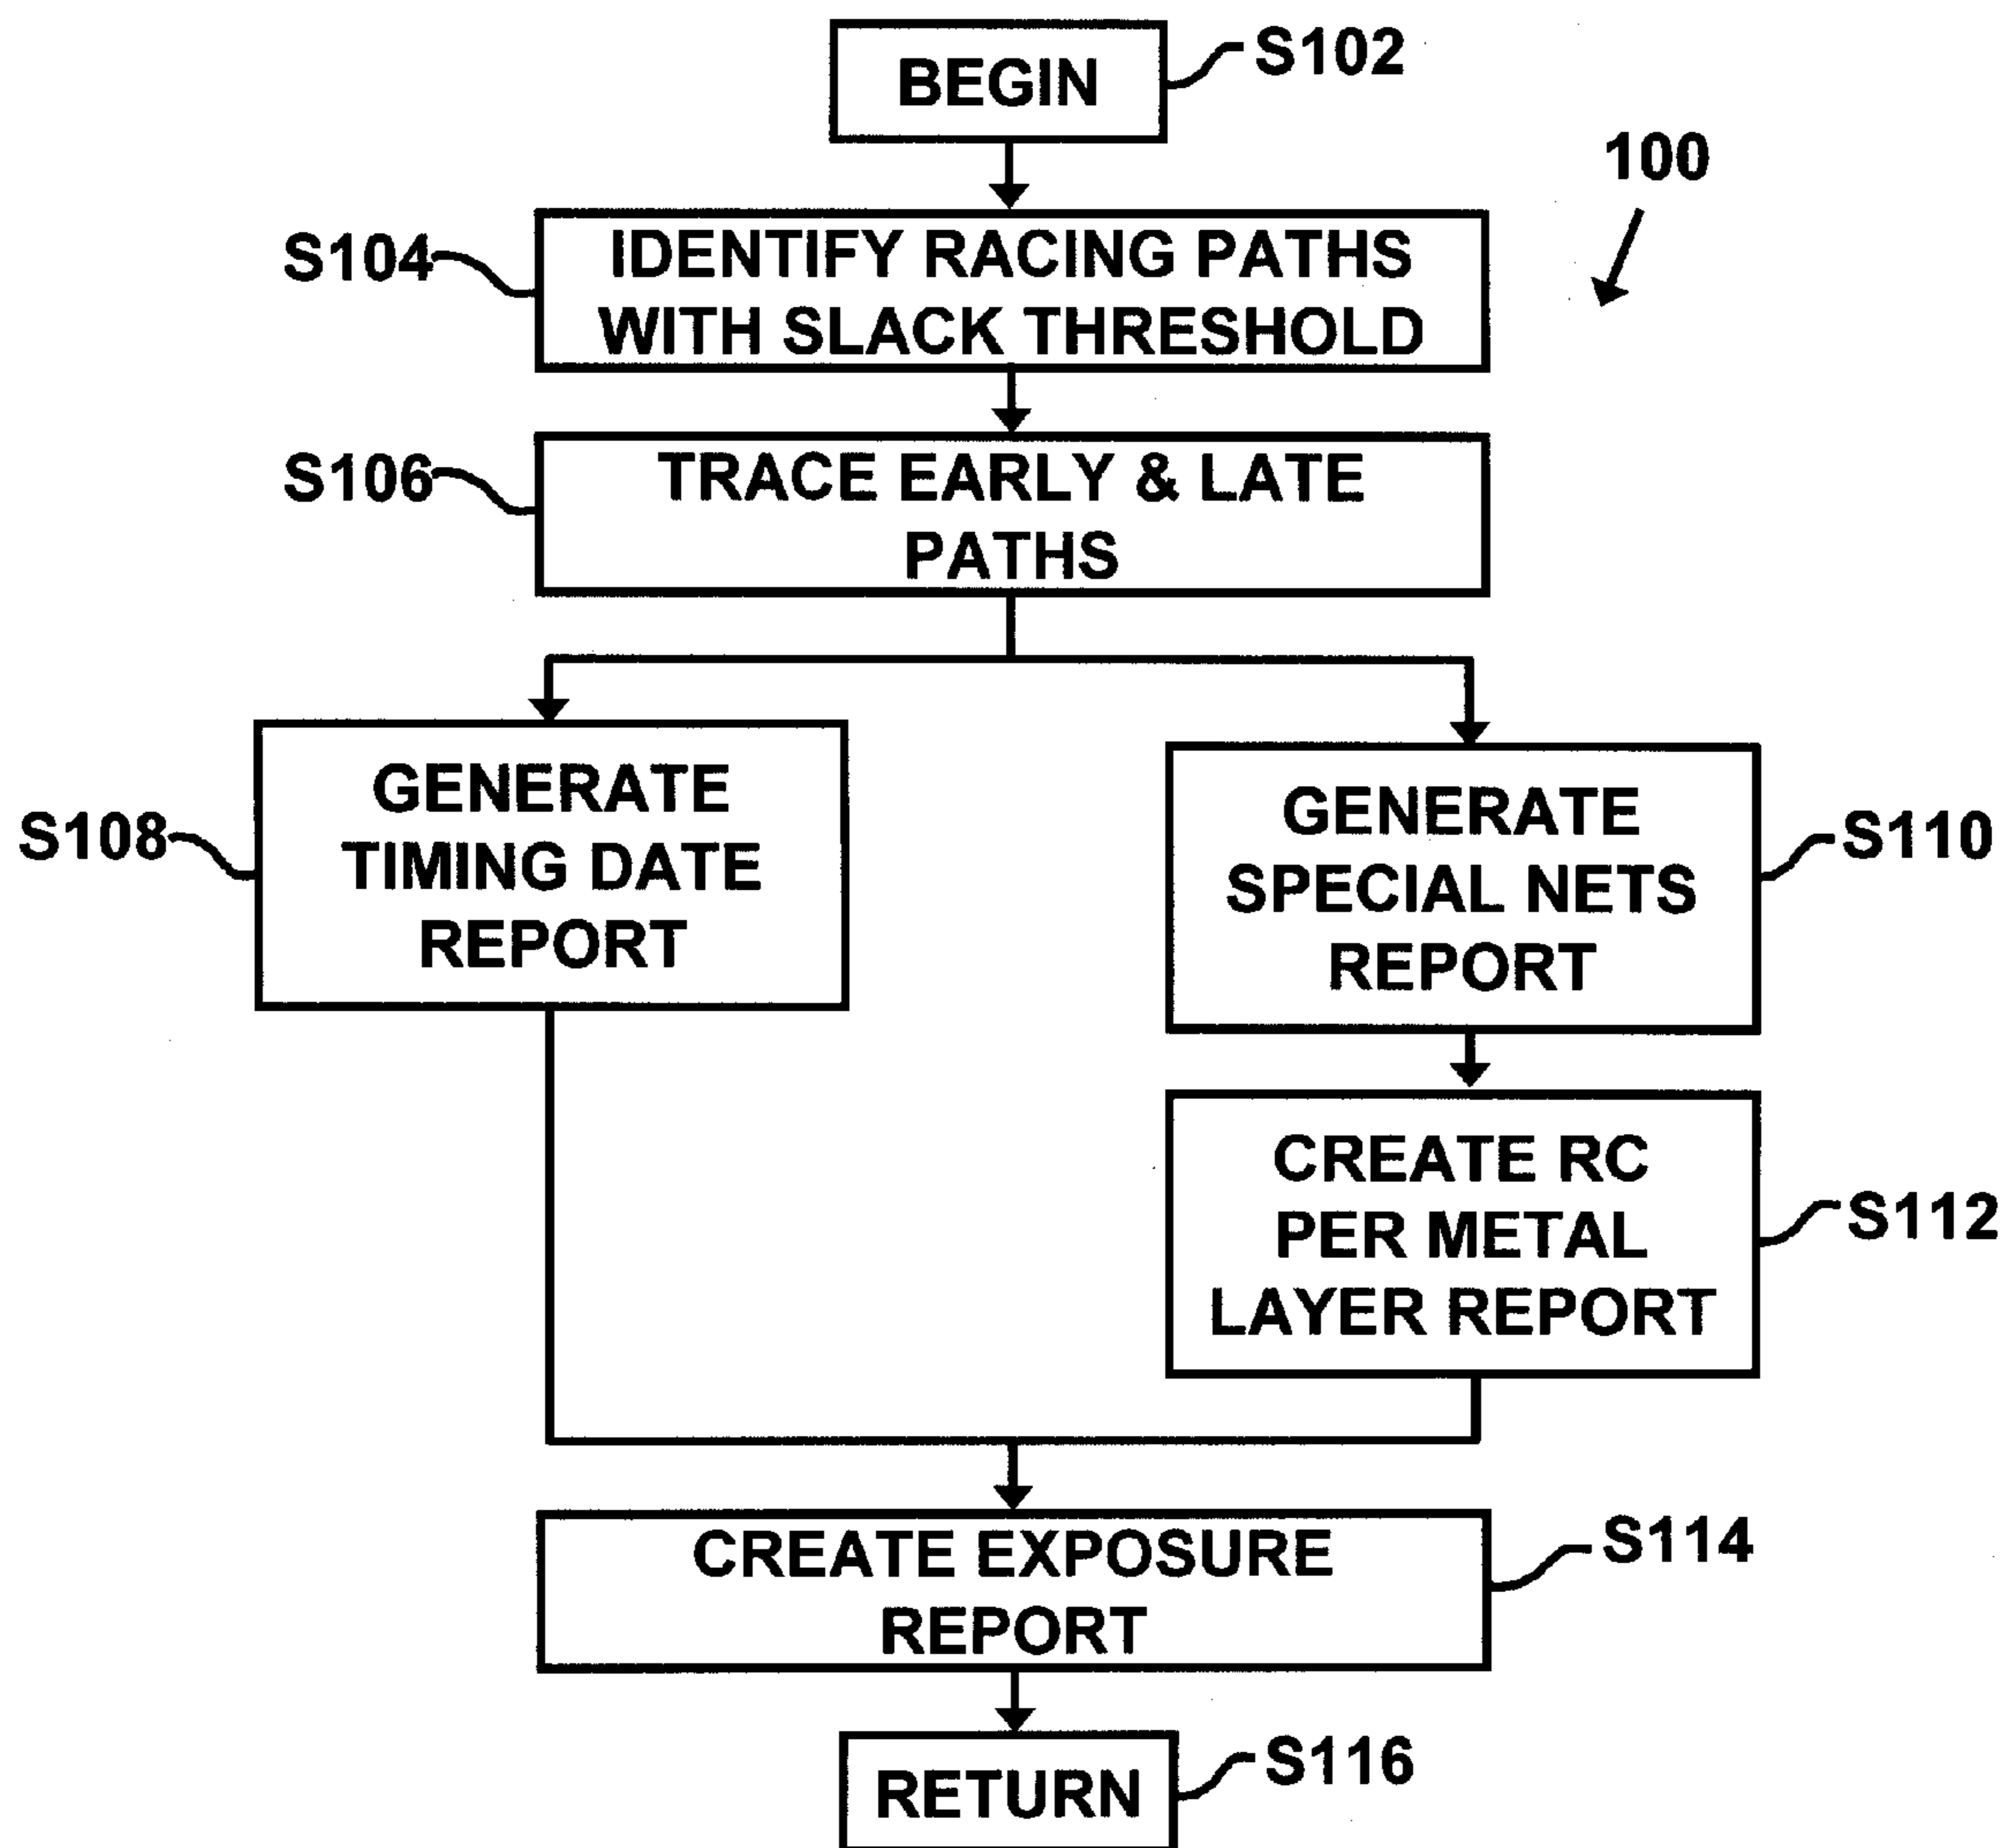 BEGIN
S102
100
S104
IDENTIFY RACING PATHS
WITH SLACK THRESHOLD
S106
TRACE EARLY & LATE
PATHS
S108
GENERATE
TIMING DATE
REPORT
GENERATE
SPECIAL NETS
REPORT
S110
CREATE RC
PER METAL
LAYER REPORT
S112
CREATE EXPOSURE
REPORT
S114
RETURN
S116